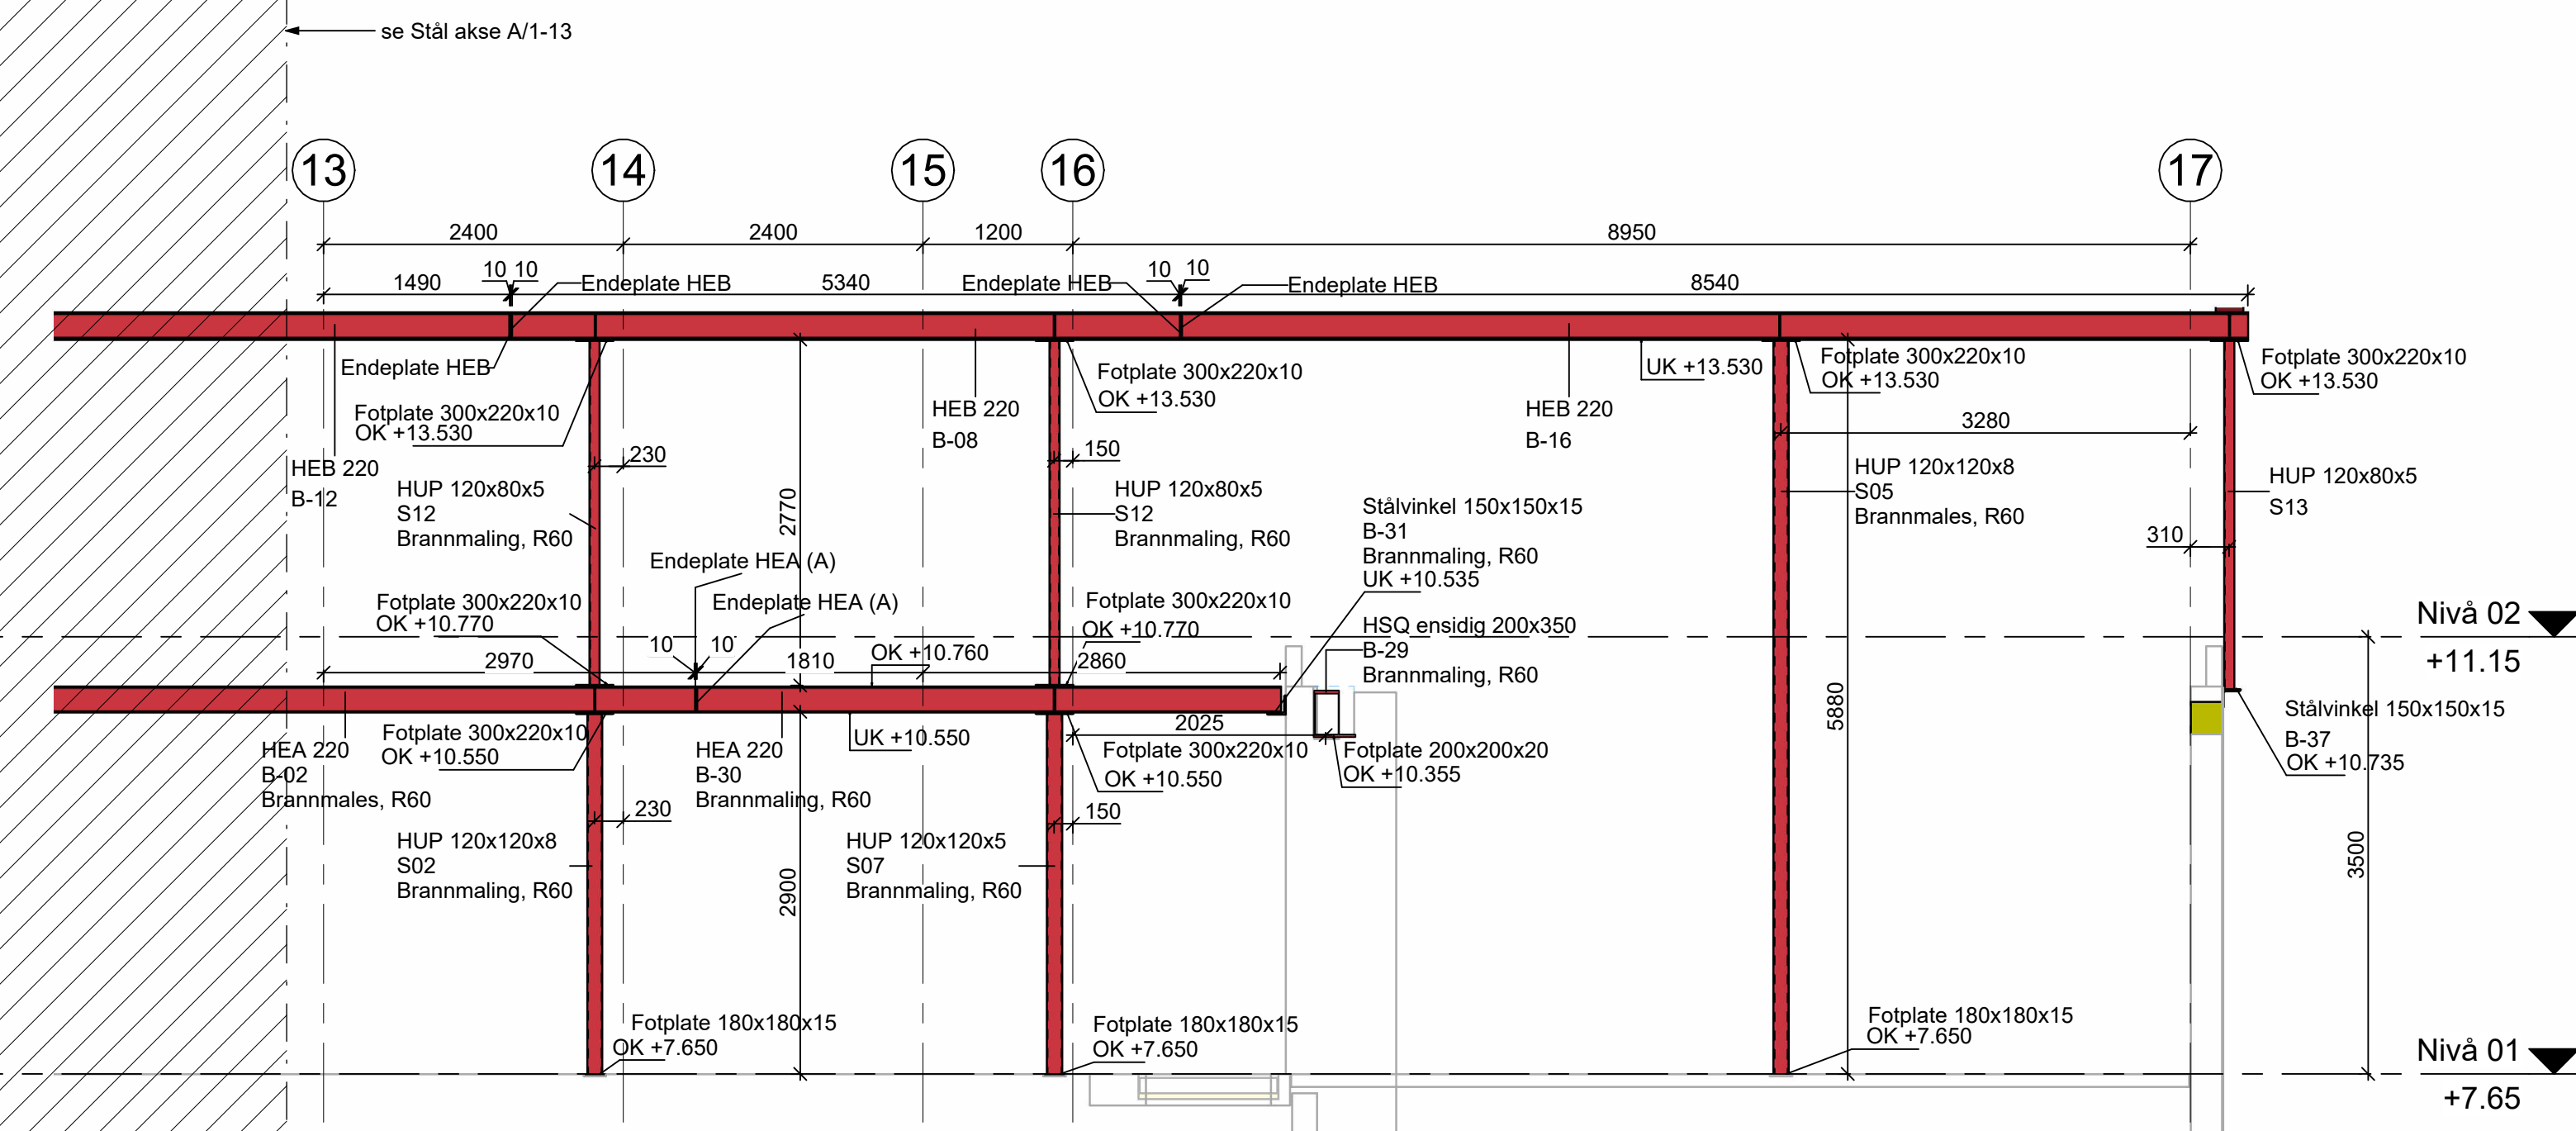 se Stål akse A/1-13
13
14
15
16
17
2400
2400
1200
8950
1490
10
10
Endeplate HEB
5340
Endeplate HEB
10
10
Endeplate HEB
8540
Endeplate HEB
Fotplate 300x220x10
OK +13.530
HEB 220
B-12
HUP 120x80x5
S12
Brannmaling, R60
230
2770
HEB 220
B-08
Fotplate 300x220x10
OK +13.530
150
HUP 120x80x5
S12
Brannmaling, R60
HEB 220
B-16
UK +13.530
Fotplate 300x220x10
OK +13.530
3280
HUP 120x120x8
S05
Brannmales, R60
Fotplate 300x220x10
OK +13.530
HUP 120x80x5
S13
310
Stålvinkel 150x150x15
B-31
Brannmaling, R60
UK +10.535
Endeplate HEA (A)
Endeplate HEA (A)
Fotplate 300x220x10
OK +10.770
Fotplate 300x220x10
OK +10.770
HSQ ensidig 200x350
B-29
Brannmaling, R60
Nivå 02
+11.15
2970
10
10
1810
OK +10.760
2860
Fotplate 300x220x10
OK +10.550
HEA 220
B-02
Brannmales, R60
HEA 220
B-30
Brannmaling, R60
UK +10.550
2025
Fotplate 300x220x10
OK +10.550
Fotplate 200x200x20
OK +10.355
5880
Stålvinkel 150x150x15
B-37
OK +10.735
230
150
HUP 120x120x8
S02
Brannmaling, R60
2900
HUP 120x120x5
S07
Brannmaling, R60
3500
Fotplate 180x180x15
OK +7.650
Fotplate 180x180x15
OK +7.650
Fotplate 180x180x15
OK +7.650
Nivå 01
+7.65